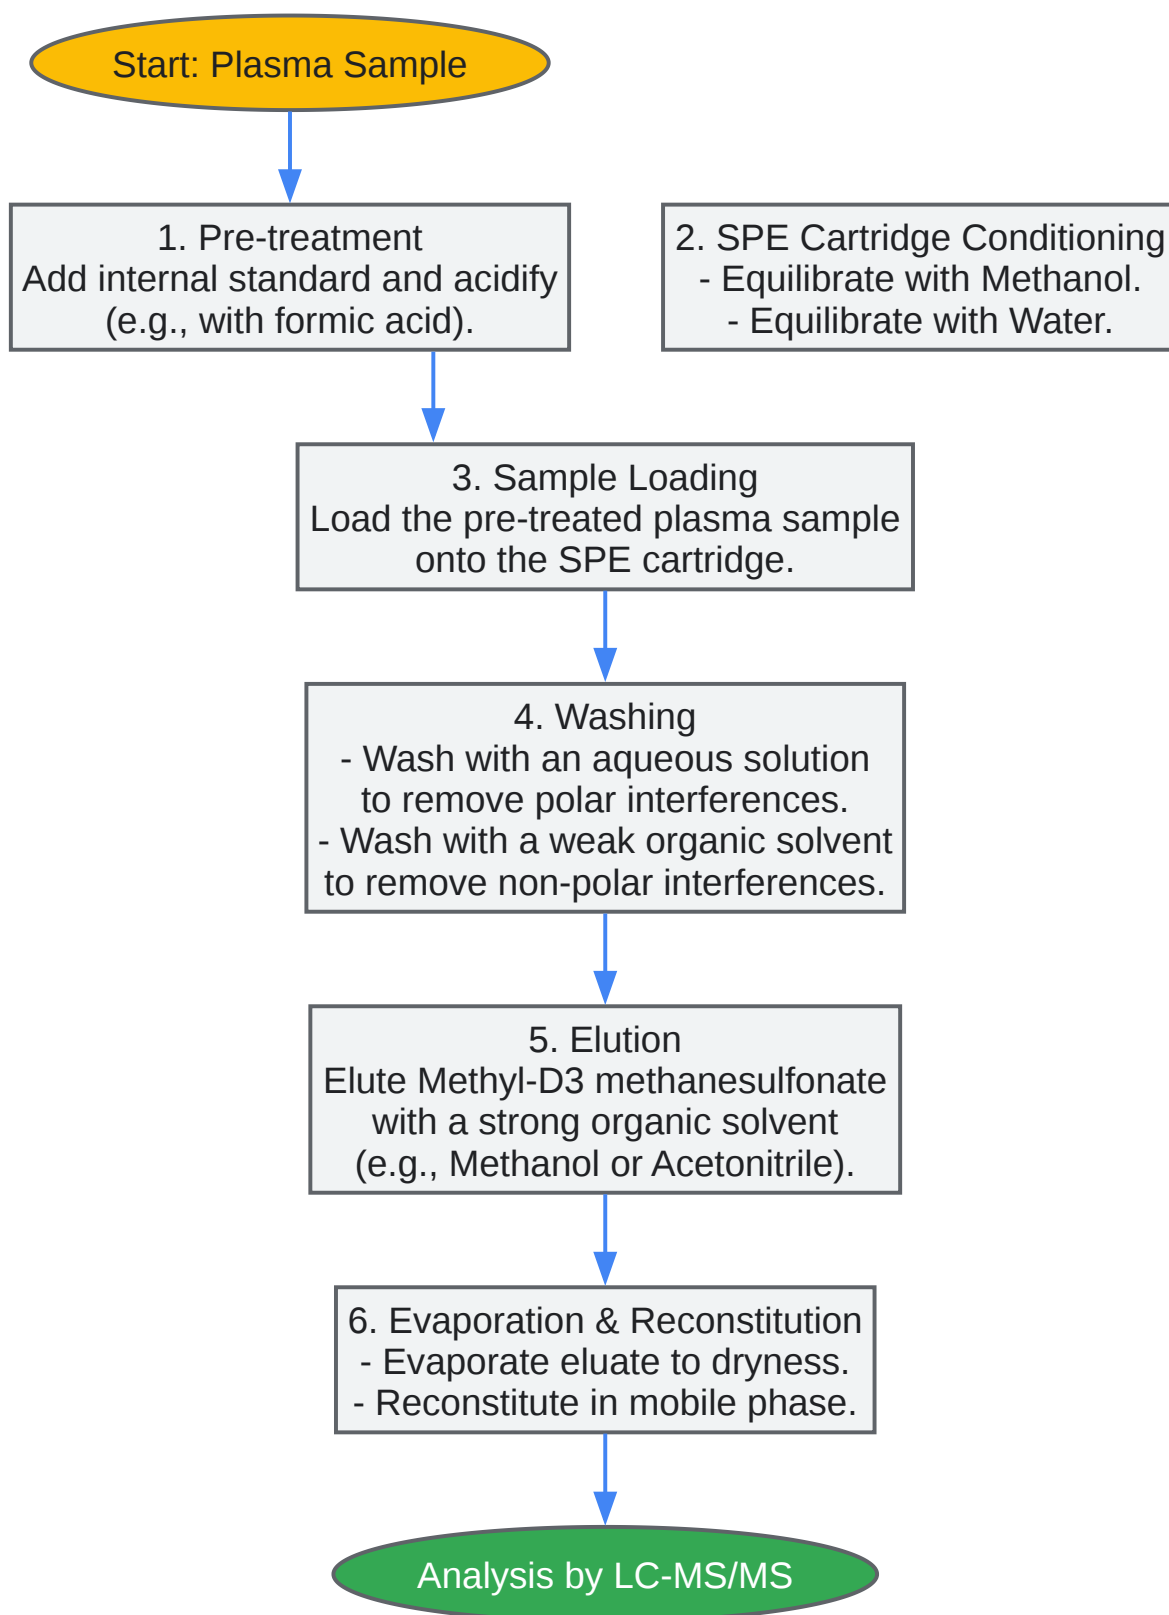 Start: Plasma Sample
1. Pre-treatment
Add internal standard and acidify
(e.g., with formic acid).
2. SPE Cartridge Conditioning
- Equilibrate with Methanol.
- Equilibrate with Water.
3. Sample Loading
Load the pre-treated plasma sample
onto the SPE cartridge.
4. Washing
- Wash with an aqueous solution
to remove polar interferences.
- Wash with a weak organic solvent
to remove non-polar interferences.
5. Elution
Elute Methyl-D3 methanesulfonate
with a strong organic solvent
(e.g., Methanol or Acetonitrile).
6. Evaporation & Reconstitution
- Evaporate eluate to dryness.
- Reconstitute in mobile phase.
Analysis by LC-MS/MS